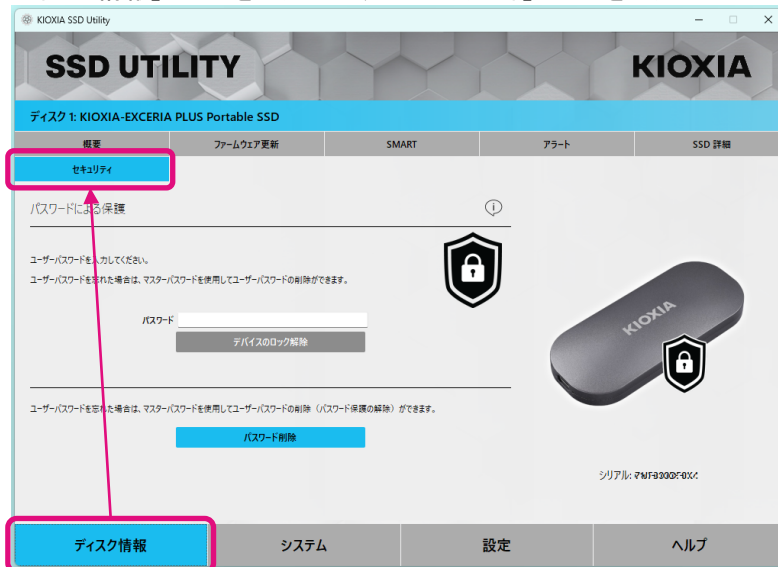 KIOXIA SSD Utility
SSD UTILITY
KIOXIA
ディスク 1: KIOXIA-EXCERIA PLUS Portable SSD
概要 ファームウェア更新 SMART アラート SSD 詳細
セキュリティ
パスワードによる保護
ユーザーパスワードを入力してください。
ユーザーパスワードを忘れた場合は、マスターパスワードを使用してユーザーパスワードの削除ができます。
パスワード
デバイスのロック解除
KIOXIA
ユーザーパスワードを忘れた場合は、マスターパスワードを使用してユーザーパスワードの削除（パスワード保護の解除）ができます。
パスワード削除
シリアル:
ディスク情報 システム 設定 ヘルプ